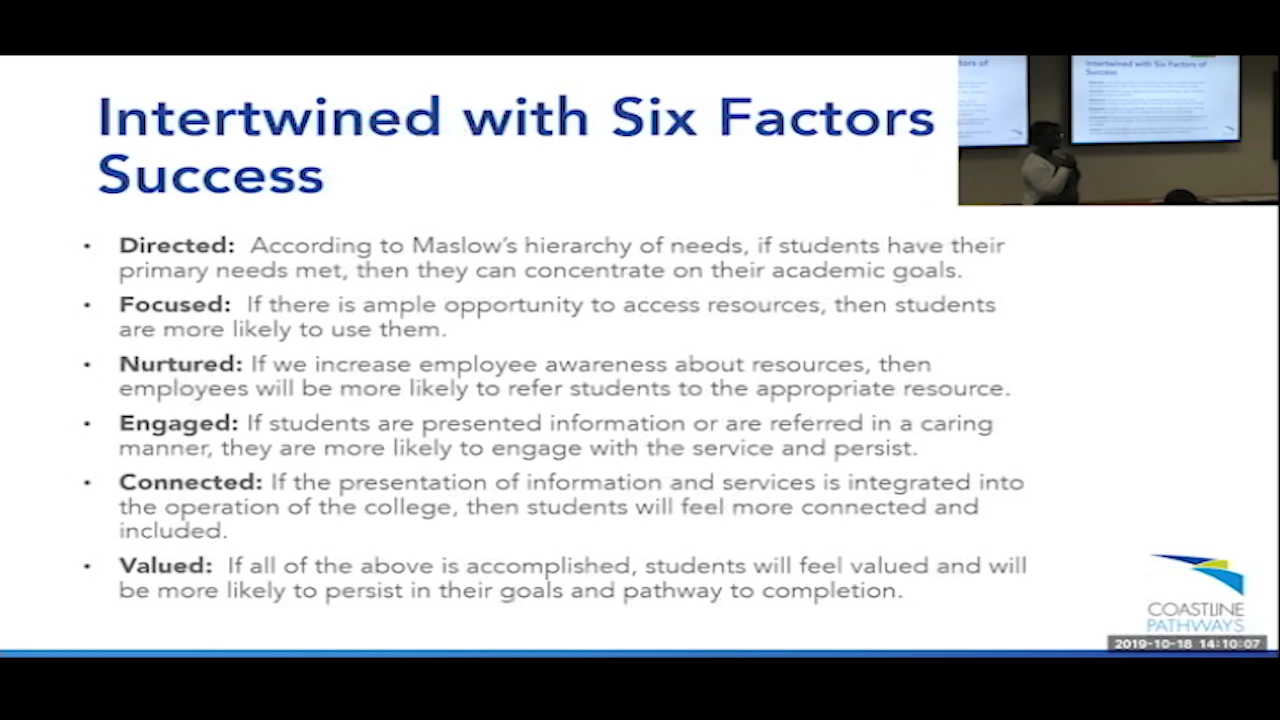 Intertwined with Six Factors
Success
• Directed: According to Maslow's hierarchy of needs, if students have their
primary needs met, then they can concentrate on their academic goals.
• Focused: If there is ample opportunity to access resources, then students
are more likely to use them.
• Nurtured: If we increase employee awareness about resources, then
employees will be more likely to refer students to the appropriate resource.
• Engaged: If students are presented information or are referred in a caring
manner, they are more likely to engage with the service and persist.
• Connected: If the presentation of information and services is integrated into
the operation of the college, then students will feel more connected and
included.
• Valued: If all of the above is accomplished, students will feel valued and will
be more likely to persist in their goals and pathway to completion.
tors of
Intertwined with Six Factors of
Success
COASTLINE
PATHWAYS
2019-10-18 14:10:07